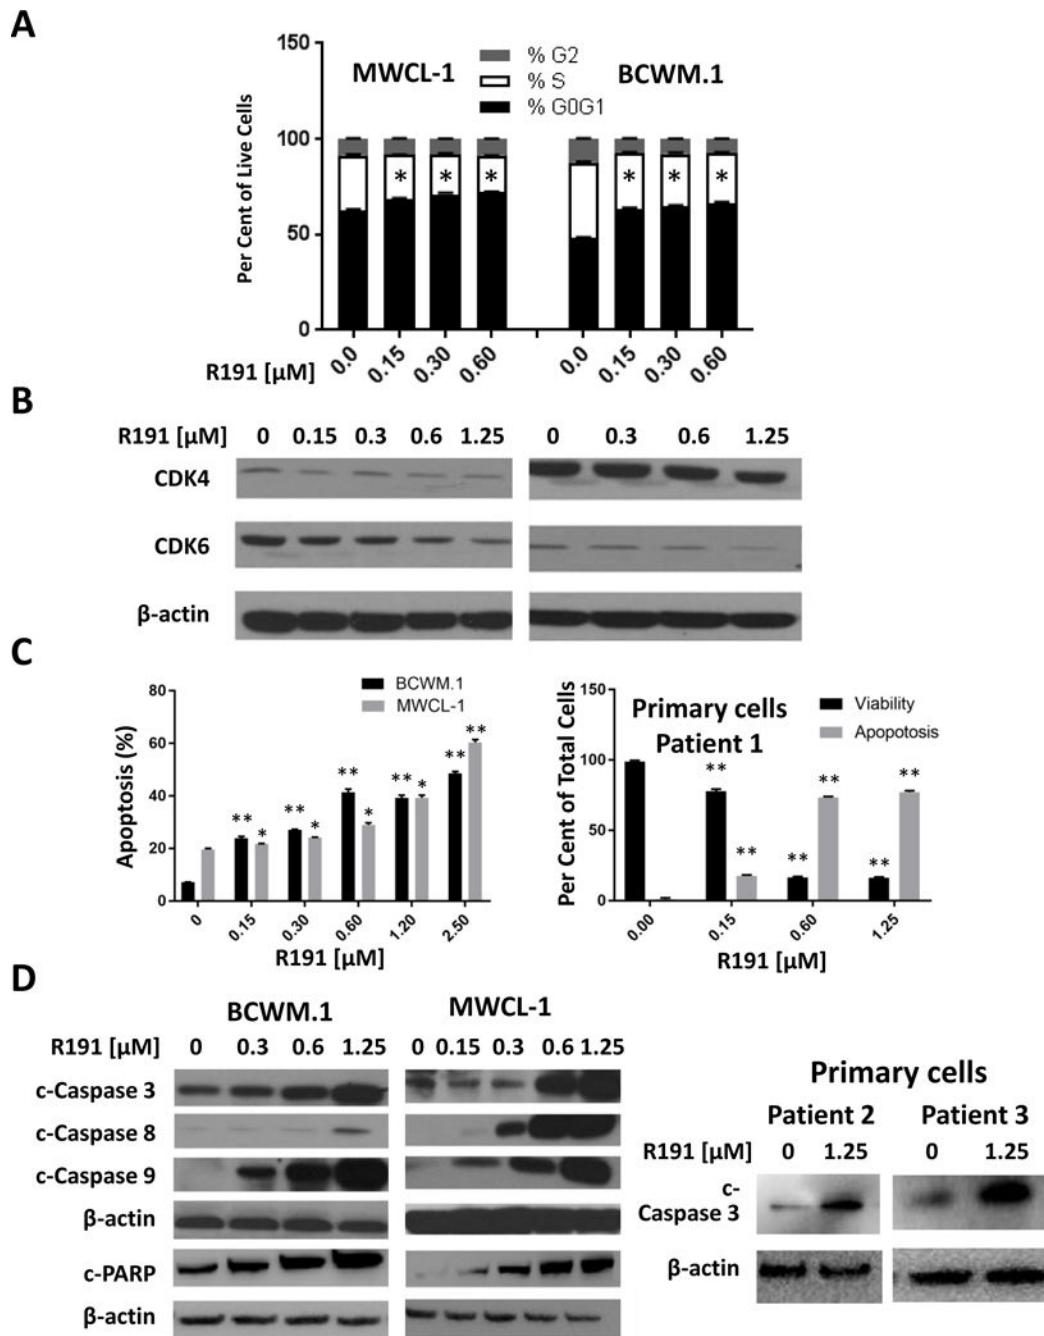 A
150
100
50
0
Per Cent of Live Cells
MWCL-1
% G2
% S
% G0G1
BCWM.1
* * * * * *
R191 [μM]
0.0 0.15 0.30 0.60 0.0 0.15 0.30 0.60
B
R191 [μM] 0 0.15 0.3 0.6 1.25 0 0.3 0.6 1.25
CDK4
CDK6
β-actin
C
80
60
40
20
0
Apoptosis (%)
BCWM.1
MWCL-1
** * ** * ** * ** * ** **
0 0.15 0.30 0.60 1.20 2.50
R191 [μM]
150
100
50
0
Per Cent of Total Cells
Primary cells
Patient 1
Viability
Apopotosis
** ** ** ** ** **
0.00 0.15 0.60 1.25
R191 [μM]
D
BCWM.1 MWCL-1
R191 [μM] 0 0.3 0.6 1.25 0 0.15 0.3 0.6 1.25
c-Caspase 3
c-Caspase 8
c-Caspase 9
β-actin
c-PARP
β-actin
Primary cells
Patient 2 Patient 3
R191 [μM] 0 1.25 0 1.25
c-
Caspase 3
β-actin